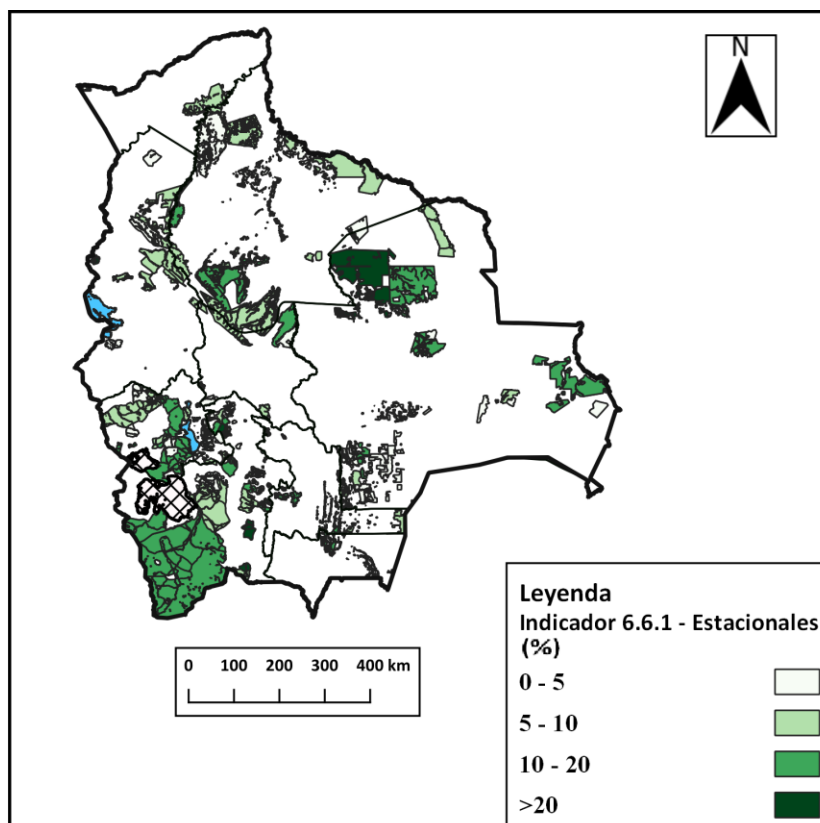 N
0 100 200 300 400 km
Leyenda
Indicador 6.6.1 - Estacionales
(%)
0 - 5
5 - 10
10 - 20
>20